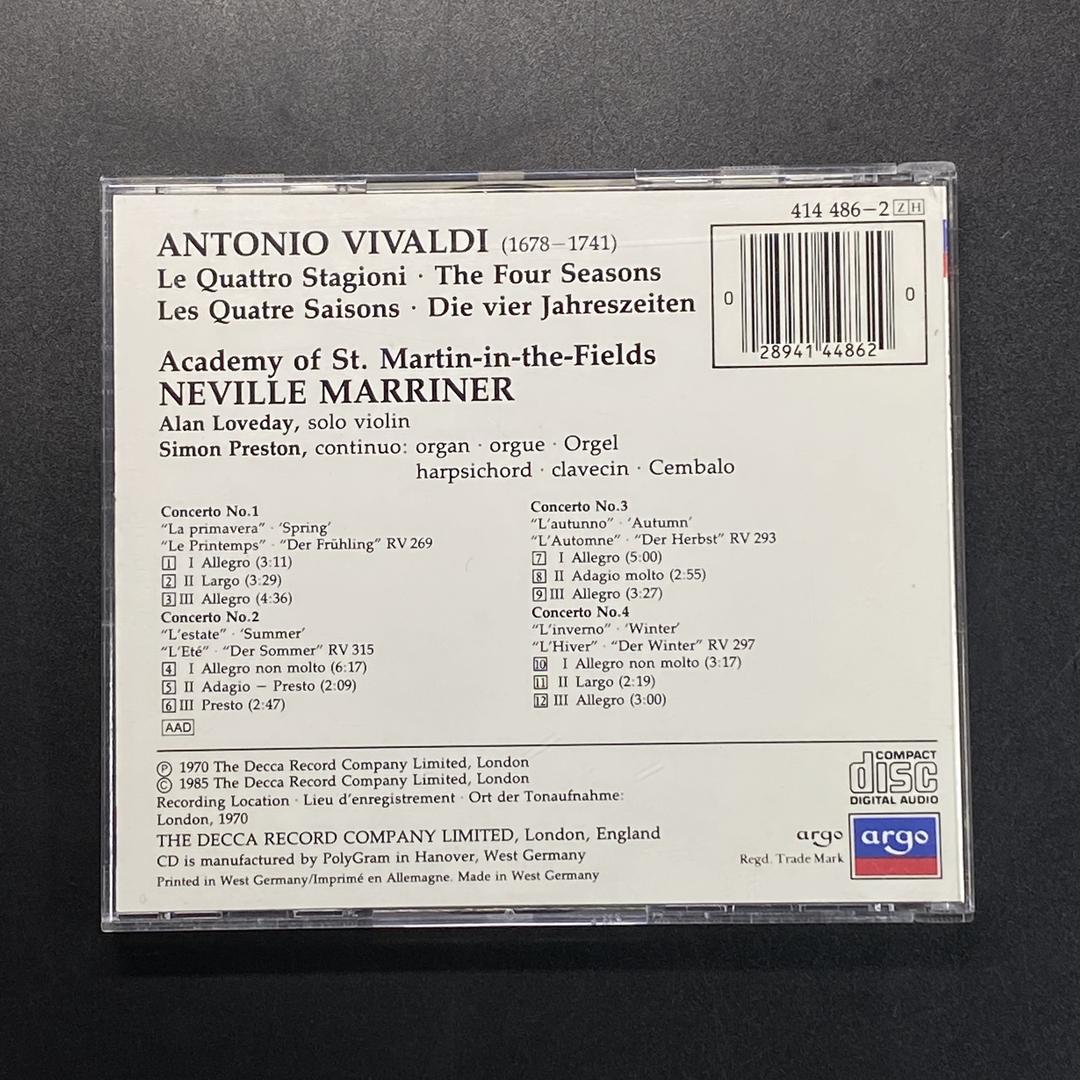 414 486-2 ZH
ANTONIO VIVALDI (1678-1741)
Le Quattro Stagioni · The Four Seasons
Les Quatre Saisons · Die vier Jahreszeiten
0 28941 44862 0
Academy of St. Martin-in-the-Fields
NEVILLE MARRINER
Alan Loveday, solo violin
Simon Preston, continuo: organ · orgue · Orgel
harpsichord · clavecin · Cembalo
Concerto No.1
“La primavera” · ‘Spring’
“Le Printemps” · “Der Frühling” RV 269
1 I Allegro (3:11)
2 II Largo (3:29)
3 III Allegro (4:36)
Concerto No.2
“L’estate” · ‘Summer’
“L’Eté” · “Der Sommer” RV 315
4 I Allegro non molto (6:17)
5 II Adagio – Presto (2:09)
6 III Presto (2:47)
AAD
Concerto No.3
“L’autunno” · ‘Autumn’
“L’Automne” · “Der Herbst” RV 293
7 I Allegro (5:00)
8 II Adagio molto (2:55)
9 III Allegro (3:27)
Concerto No.4
“L’inverno” · ‘Winter’
“L’Hiver” · “Der Winter” RV 297
10 I Allegro non molto (3:17)
11 II Largo (2:19)
12 III Allegro (3:00)
℗ 1970 The Decca Record Company Limited, London
© 1985 The Decca Record Company Limited, London
Recording Location · Lieu d’enregistrement · Ort der Tonaufnahme:
London, 1970
THE DECCA RECORD COMPANY LIMITED, London, England
CD is manufactured by PolyGram in Hanover, West Germany
Printed in West Germany/Imprimé en Allemagne. Made in West Germany
COMPACT
disc
DIGITAL AUDIO
argo
Regd. Trade Mark
argo